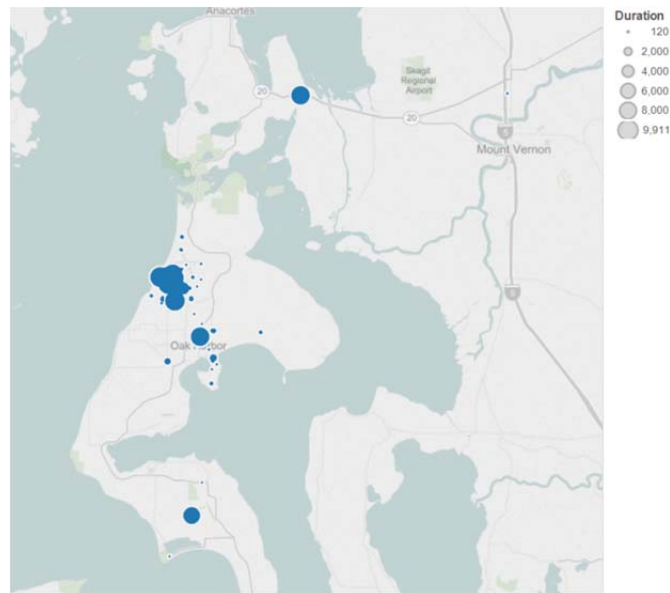 Anacortes
Duration
120
2,000
4,000
6,000
8,000
9,911
Skagit
Regional
Airport
20
20
5
Mount Vernon
5
Oak Harbor